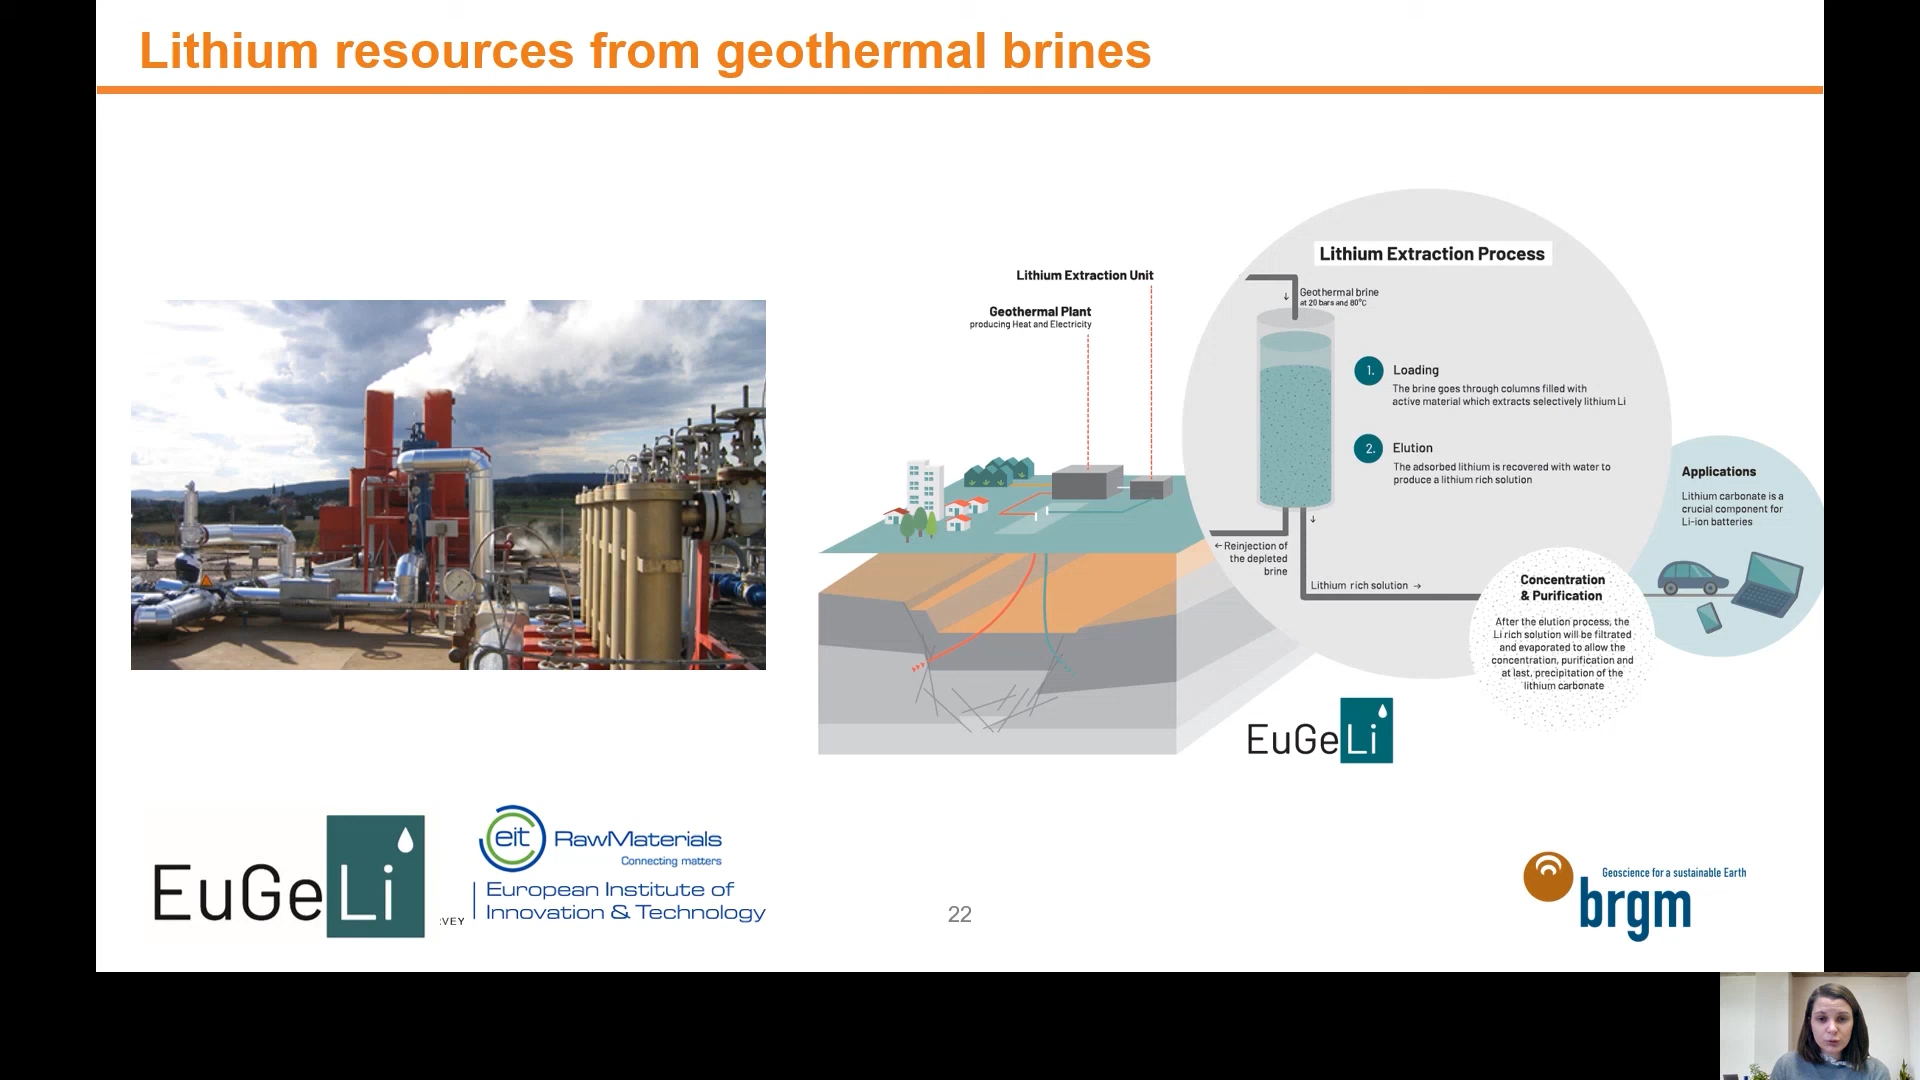 Lithium resources from geothermal brines
Lithium Extraction Unit
Geothermal Plant
producing Heat and Electricity
Lithium Extraction Process
Geothermal brine
at 20 bars and 80°C
1.
Loading
The brine goes through columns filled with
active material which extracts selectively lithium Li
2.
Elution
The adsorbed lithium is recovered with water to
produce a lithium rich solution
← Reinjection of
the depleted
brine
Lithium rich solution →
Concentration
& Purification
After the elution process, the
Li rich solution will be filtrated
and evaporated to allow the
concentration, purification and
at last, precipitation of the
lithium carbonate
Applications
Lithium carbonate is a
crucial component for
Li-ion batteries
EuGeLi
EuGeLi
eit RawMaterials
Connecting matters
European Institute of
Innovation & Technology
VEY
22
Geoscience for a sustainable Earth
brgm